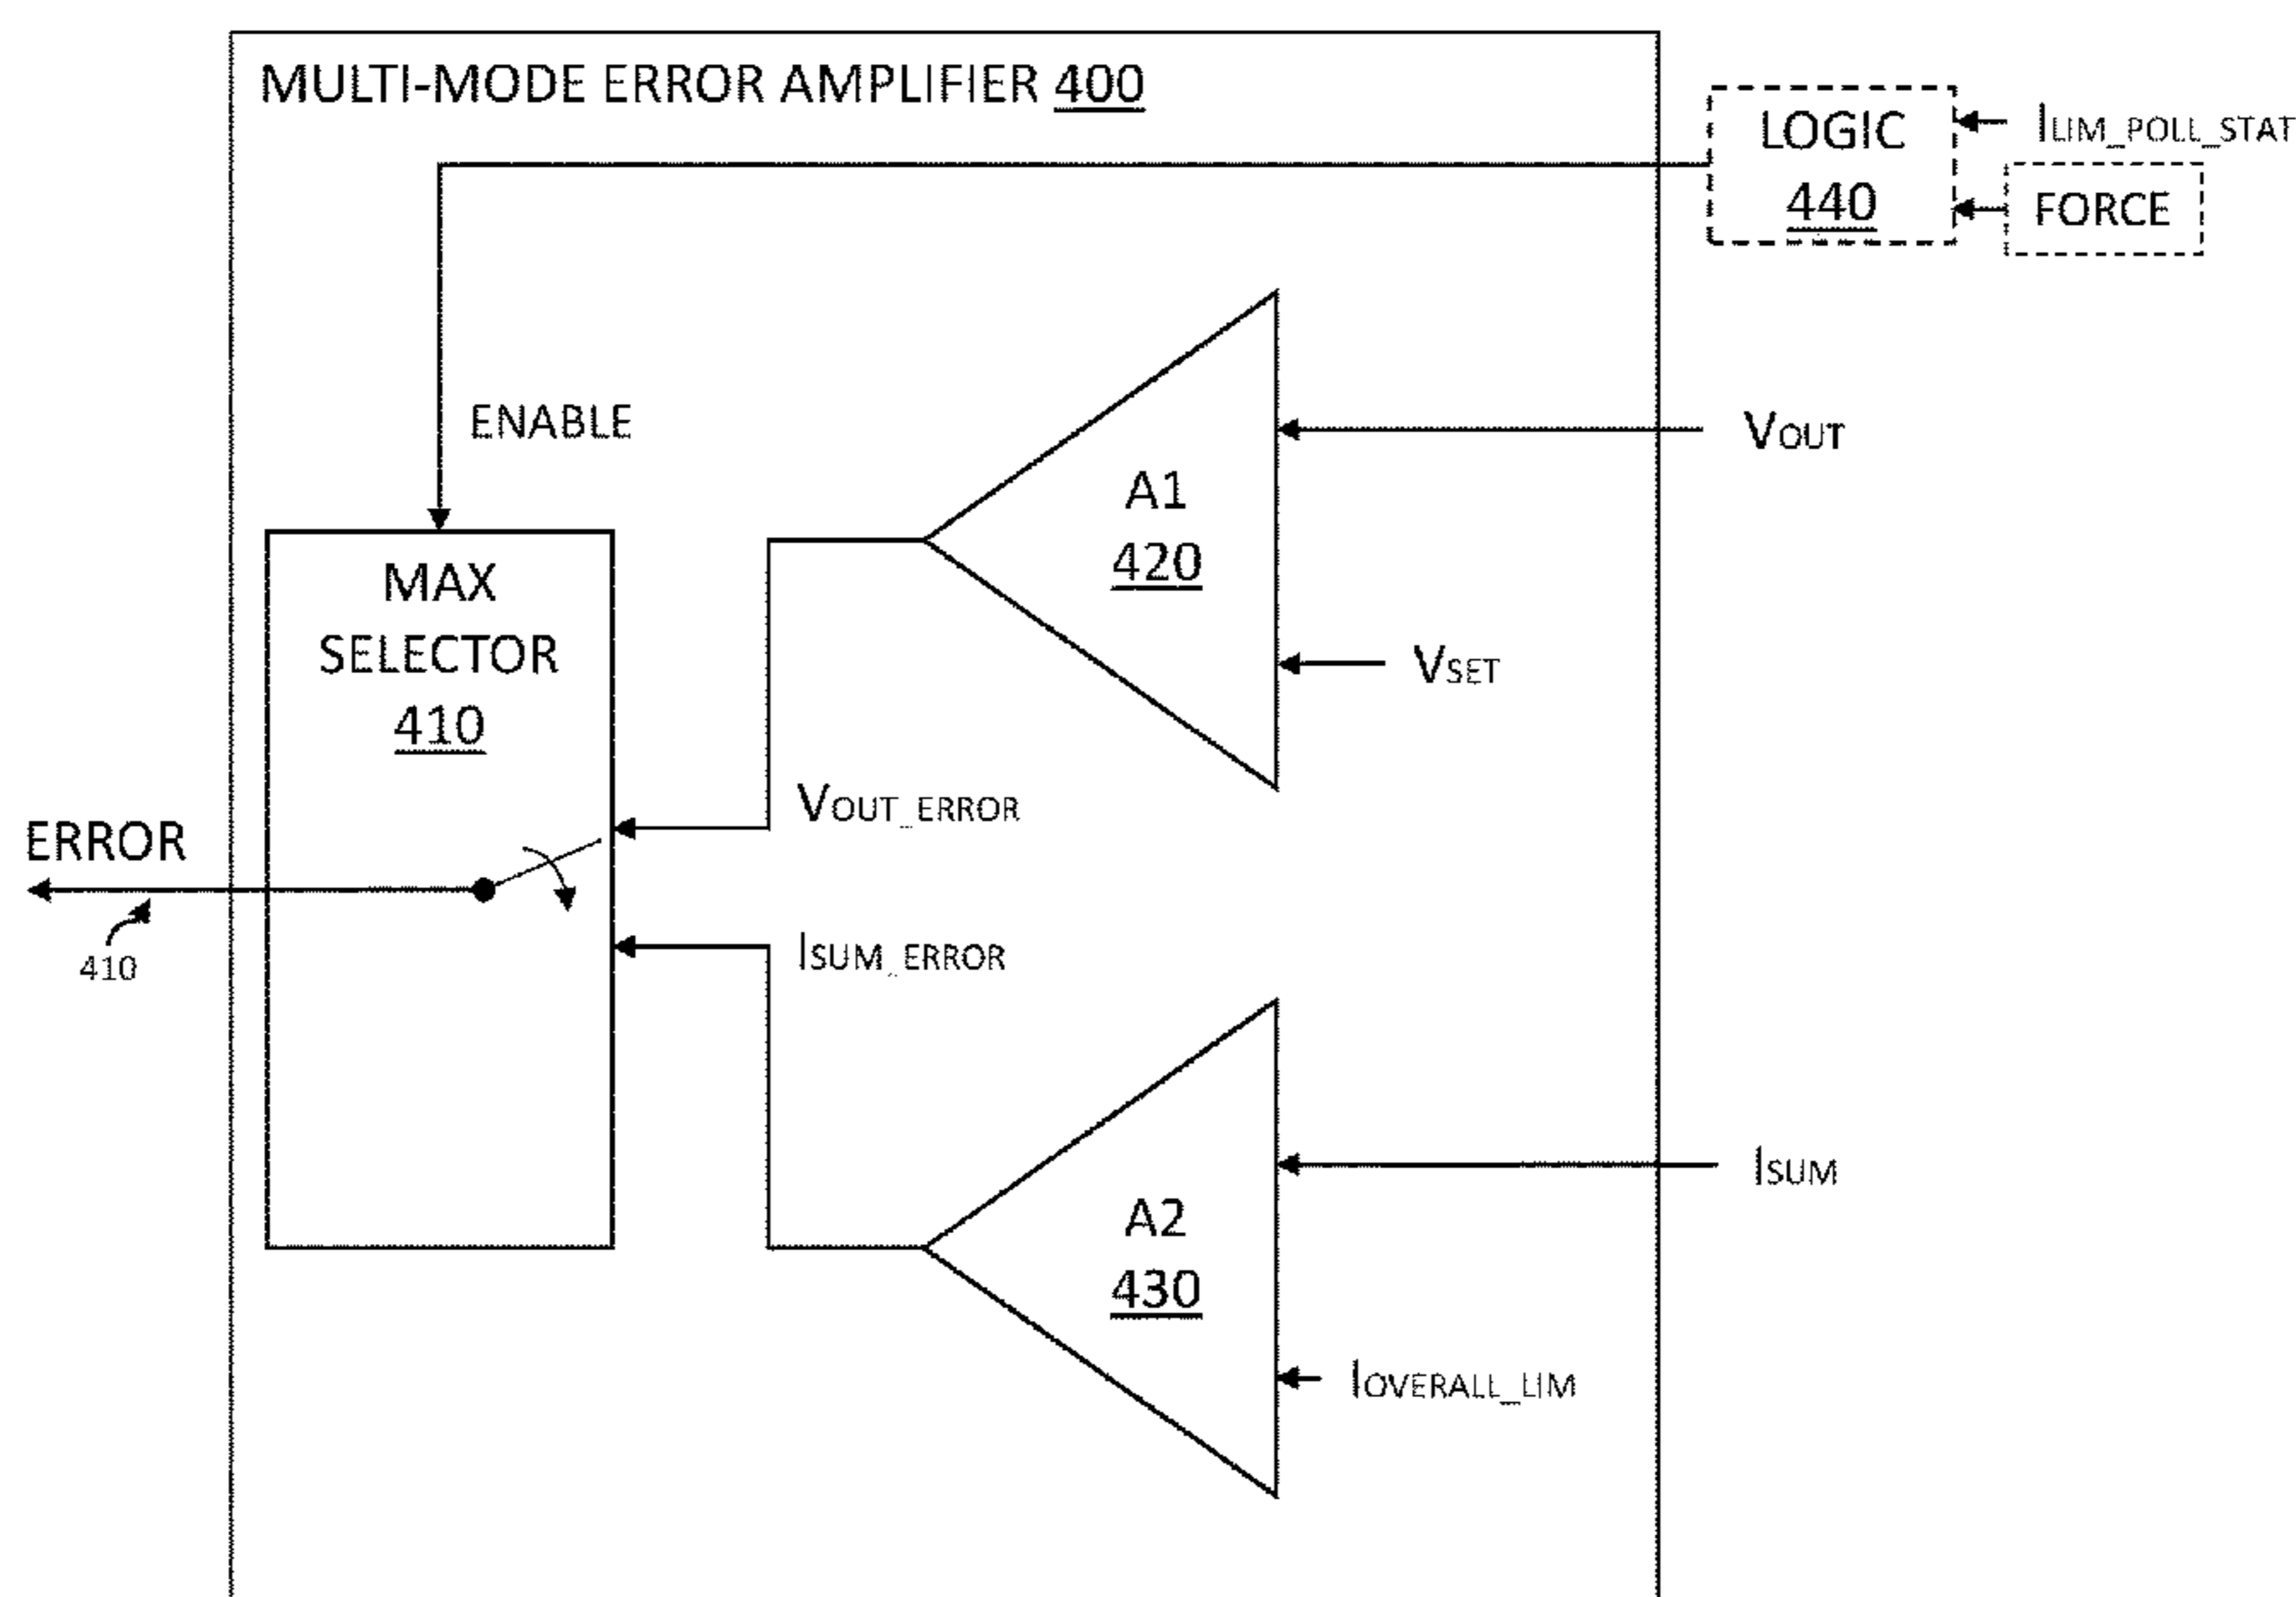 MULTI-MODE ERROR AMPLIFIER 400
LOGIC
440
ILIM_POLL_STAT
FORCE
ENABLE
VOUT
A1
420
MAX
SELECTOR
410
VSET
VOUT_ERROR
ERROR
410
ISUM_ERROR
ISUM
A2
430
IOVERALL_LIM